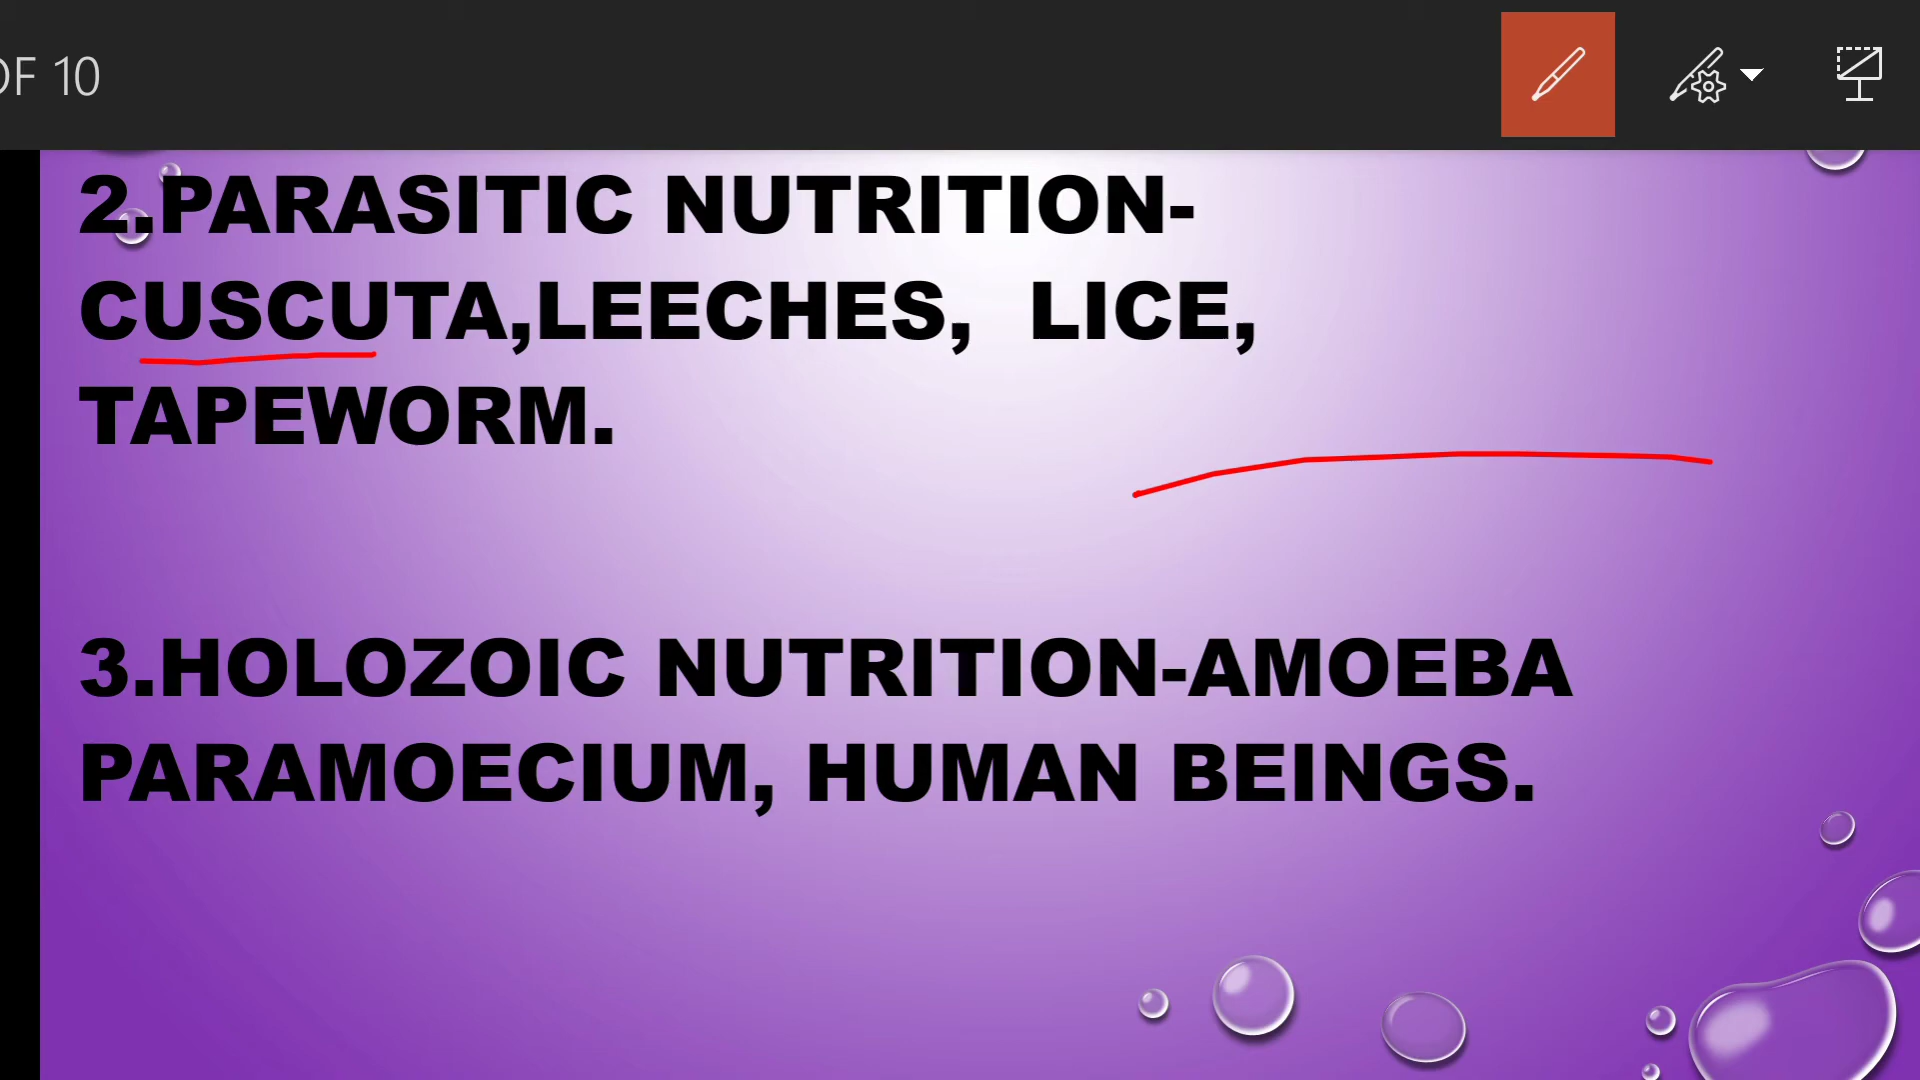 OF 10
2.PARASITIC NUTRITION-
CUSCUTA,LEECHES, LICE,
TAPEWORM.
3.HOLOZOIC NUTRITION-AMOEBA
PARAMOECIUM, HUMAN BEINGS.